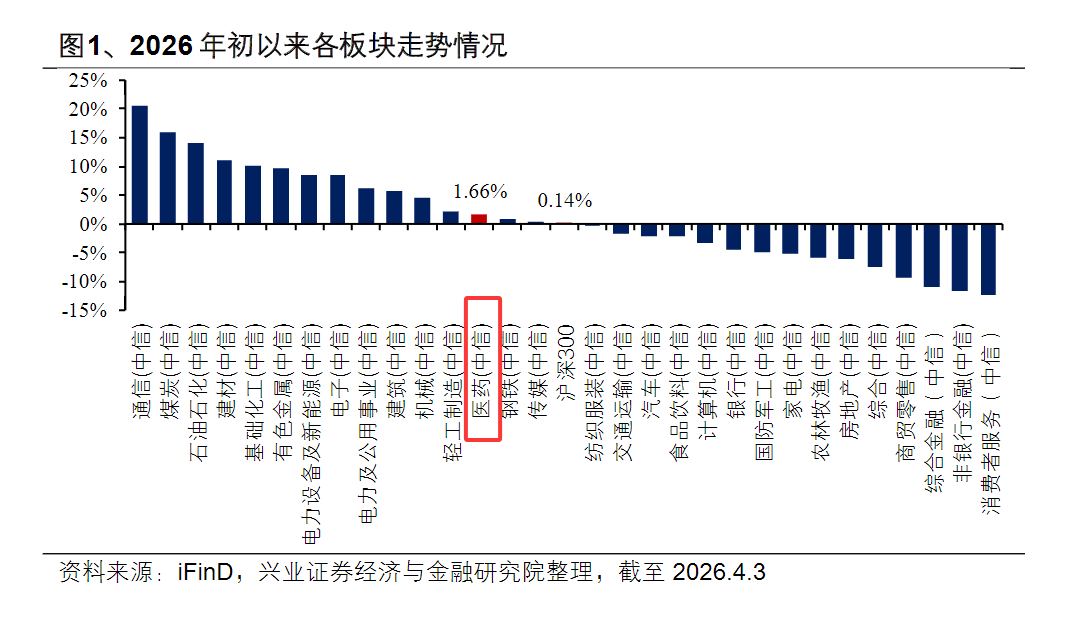 图1、2026 年初以来各板块走势情况
25%
20%
15%
10%
5%
0%
-5%
-10%
-15%
1.66%
0.14%
通信(中信)
煤炭(中信)
石油石化(中信)
建材(中信)
基础化工(中信)
有色金属(中信)
电力设备及新能源(中信)
电子(中信)
电力及公用事业(中信)
建筑(中信)
机械(中信)
轻工制造(中信)
医药(中信)
钢铁(中信)
传媒(中信)
沪深300
纺织服装(中信)
交通运输(中信)
汽车(中信)
食品饮料(中信)
计算机(中信)
银行(中信)
国防军工(中信)
家电(中信)
农林牧渔(中信)
房地产(中信)
综合(中信)
商贸零售(中信)
综合金融（中信）
非银行金融(中信)
消费者服务（中信）
资料来源：iFinD，兴业证券经济与金融研究院整理，截至 2026.4.3